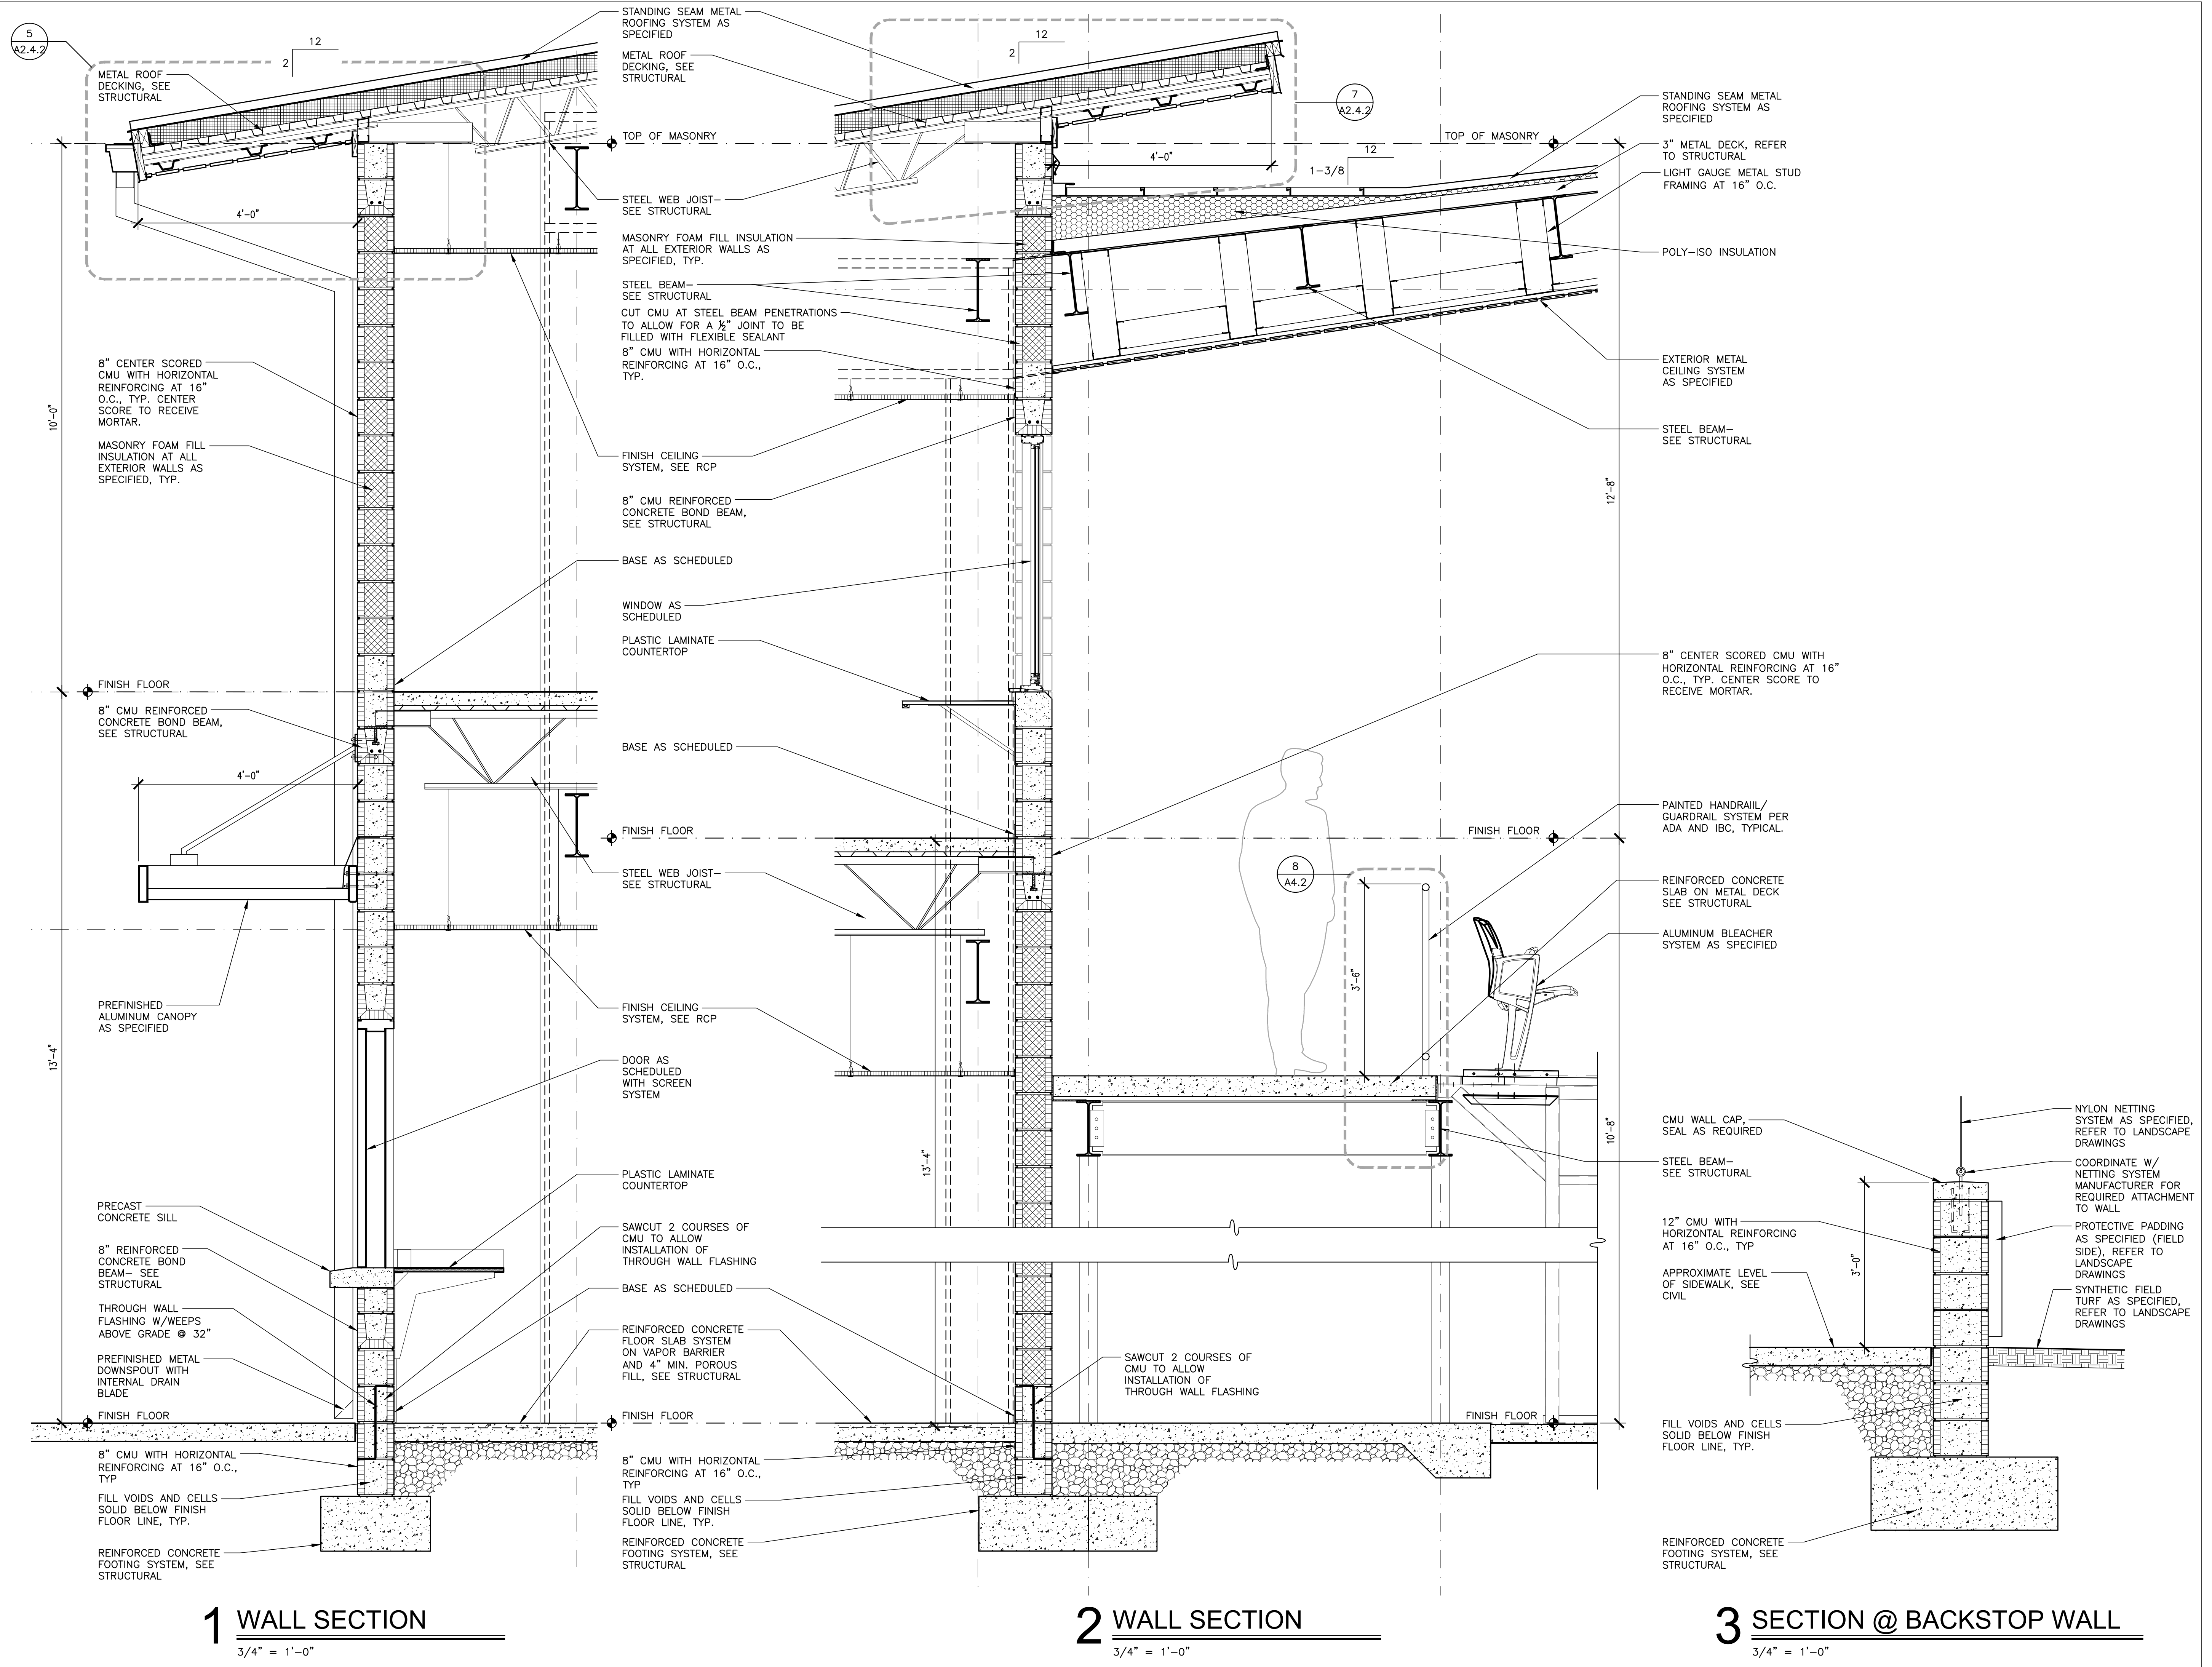 5
A2.4.2
12
2
METAL ROOF
DECKING, SEE
STRUCTURAL
4'-0"
10'-0"
8" CENTER SCORED
CMU WITH HORIZONTAL
REINFORCING AT 16"
O.C., TYP. CENTER
SCORE TO RECEIVE
MORTAR.
MASONRY FOAM FILL
INSULATION AT ALL
EXTERIOR WALLS AS
SPECIFIED, TYP.
FINISH FLOOR
8" CMU REINFORCED
CONCRETE BOND BEAM,
SEE STRUCTURAL
4'-0"
PREFINISHED
ALUMINUM CANOPY
AS SPECIFIED
13'-4"
PRECAST
CONCRETE SILL
8" REINFORCED
CONCRETE BOND
BEAM- SEE
STRUCTURAL
THROUGH WALL
FLASHING W/WEEPS
ABOVE GRADE @ 32"
PREFINISHED METAL
DOWNSPOUT WITH
INTERNAL DRAIN
BLADE
FINISH FLOOR
8" CMU WITH HORIZONTAL
REINFORCING AT 16" O.C.,
TYP
FILL VOIDS AND CELLS
SOLID BELOW FINISH
FLOOR LINE, TYP.
REINFORCED CONCRETE
FOOTING SYSTEM, SEE
STRUCTURAL
STANDING SEAM METAL
ROOFING SYSTEM AS
SPECIFIED
METAL ROOF
DECKING, SEE
STRUCTURAL
TOP OF MASONRY
STEEL WEB JOIST-
SEE STRUCTURAL
MASONRY FOAM FILL INSULATION
AT ALL EXTERIOR WALLS AS
SPECIFIED, TYP.
STEEL BEAM-
SEE STRUCTURAL
CUT CMU AT STEEL BEAM PENETRATIONS
TO ALLOW FOR A ½" JOINT TO BE
FILLED WITH FLEXIBLE SEALANT
8" CMU WITH HORIZONTAL
REINFORCING AT 16" O.C.,
TYP.
FINISH CEILING
SYSTEM, SEE RCP
8" CMU REINFORCED
CONCRETE BOND BEAM,
SEE STRUCTURAL
BASE AS SCHEDULED
WINDOW AS
SCHEDULED
PLASTIC LAMINATE
COUNTERTOP
BASE AS SCHEDULED
FINISH FLOOR
STEEL WEB JOIST-
SEE STRUCTURAL
FINISH CEILING
SYSTEM, SEE RCP
DOOR AS
SCHEDULED
WITH SCREEN
SYSTEM
PLASTIC LAMINATE
COUNTERTOP
SAWCUT 2 COURSES OF
CMU TO ALLOW
INSTALLATION OF
THROUGH WALL FLASHING
BASE AS SCHEDULED
REINFORCED CONCRETE
FLOOR SLAB SYSTEM
ON VAPOR BARRIER
AND 4" MIN. POROUS
FILL, SEE STRUCTURAL
FINISH FLOOR
8" CMU WITH HORIZONTAL
REINFORCING AT 16" O.C.,
TYP
FILL VOIDS AND CELLS
SOLID BELOW FINISH
FLOOR LINE, TYP.
REINFORCED CONCRETE
FOOTING SYSTEM, SEE
STRUCTURAL
12
2
7
A2.4.2
TOP OF MASONRY
4'-0"
12
1-3/8
FINISH FLOOR
8
A4.2
3'-6"
13'-4"
SAWCUT 2 COURSES OF
CMU TO ALLOW
INSTALLATION OF
THROUGH WALL FLASHING
FINISH FLOOR
12'-8"
10'-8"
STANDING SEAM METAL
ROOFING SYSTEM AS
SPECIFIED
3" METAL DECK, REFER
TO STRUCTURAL
LIGHT GAUGE METAL STUD
FRAMING AT 16" O.C.
POLY-ISO INSULATION
EXTERIOR METAL
CEILING SYSTEM
AS SPECIFIED
STEEL BEAM-
SEE STRUCTURAL
8" CENTER SCORED CMU WITH
HORIZONTAL REINFORCING AT 16"
O.C., TYP. CENTER SCORE TO
RECEIVE MORTAR.
PAINTED HANDRAIL/
GUARDRAIL SYSTEM PER
ADA AND IBC, TYPICAL.
REINFORCED CONCRETE
SLAB ON METAL DECK
SEE STRUCTURAL
ALUMINUM BLEACHER
SYSTEM AS SPECIFIED
CMU WALL CAP,
SEAL AS REQUIRED
STEEL BEAM-
SEE STRUCTURAL
12" CMU WITH
HORIZONTAL REINFORCING
AT 16" O.C., TYP
APPROXIMATE LEVEL
OF SIDEWALK, SEE
CIVIL
3'-0"
FILL VOIDS AND CELLS
SOLID BELOW FINISH
FLOOR LINE, TYP.
REINFORCED CONCRETE
FOOTING SYSTEM, SEE
STRUCTURAL
NYLON NETTING
SYSTEM AS SPECIFIED,
REFER TO LANDSCAPE
DRAWINGS
COORDINATE W/
NETTING SYSTEM
MANUFACTURER FOR
REQUIRED ATTACHMENT
TO WALL
PROTECTIVE PADDING
AS SPECIFIED (FIELD
SIDE), REFER TO
LANDSCAPE
DRAWINGS
SYNTHETIC FIELD
TURF AS SPECIFIED,
REFER TO LANDSCAPE
DRAWINGS
1 WALL SECTION
3/4" = 1'-0"
2 WALL SECTION
3/4" = 1'-0"
3 SECTION @ BACKSTOP WALL
3/4" = 1'-0"